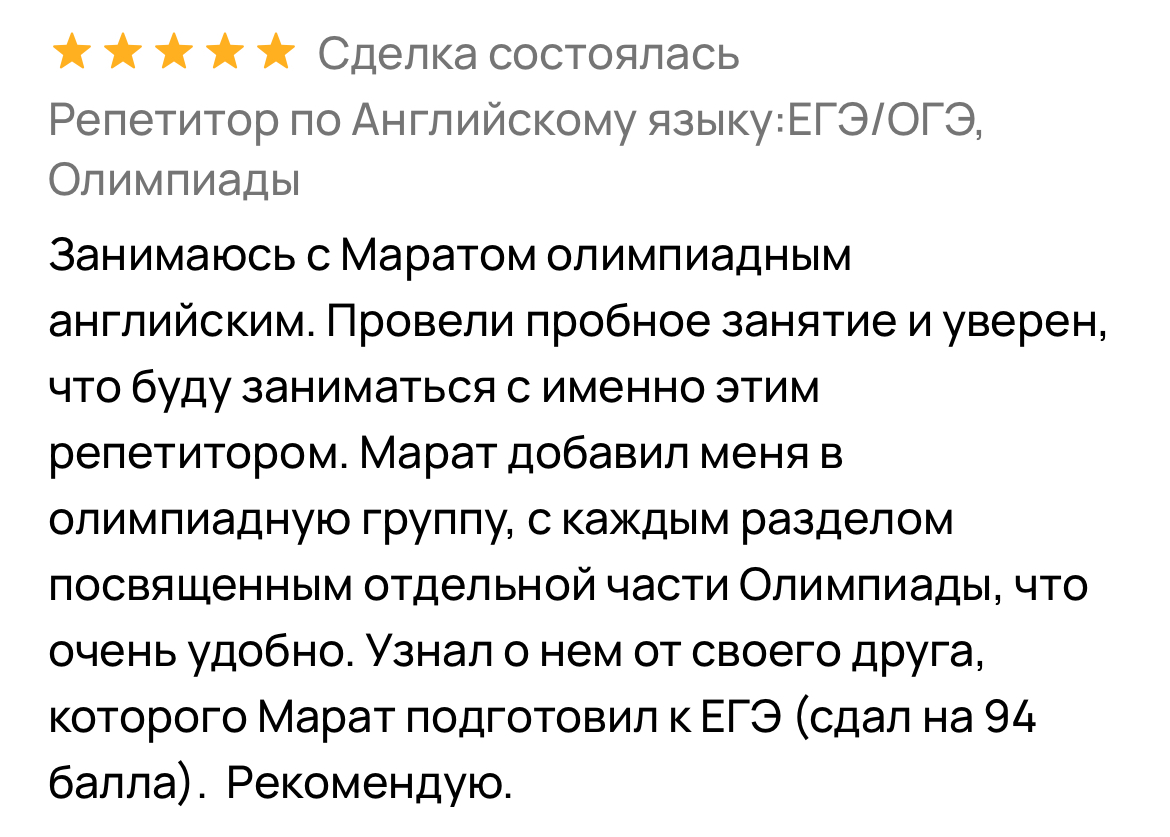 Сделка состоялась
Репетитор по Английскому языку:ЕГЭ/ОГЭ,
Олимпиады
Занимаюсь с Маратом олимпиадным
английским. Провели пробное занятие и уверен,
что буду заниматься с именно этим
репетитором. Марат добавил меня в
олимпиадную группу, с каждым разделом
посвященным отдельной части Олимпиады, что
очень удобно. Узнал о нем от своего друга,
которого Марат подготовил к ЕГЭ (сдал на 94
балла).  Рекомендую.